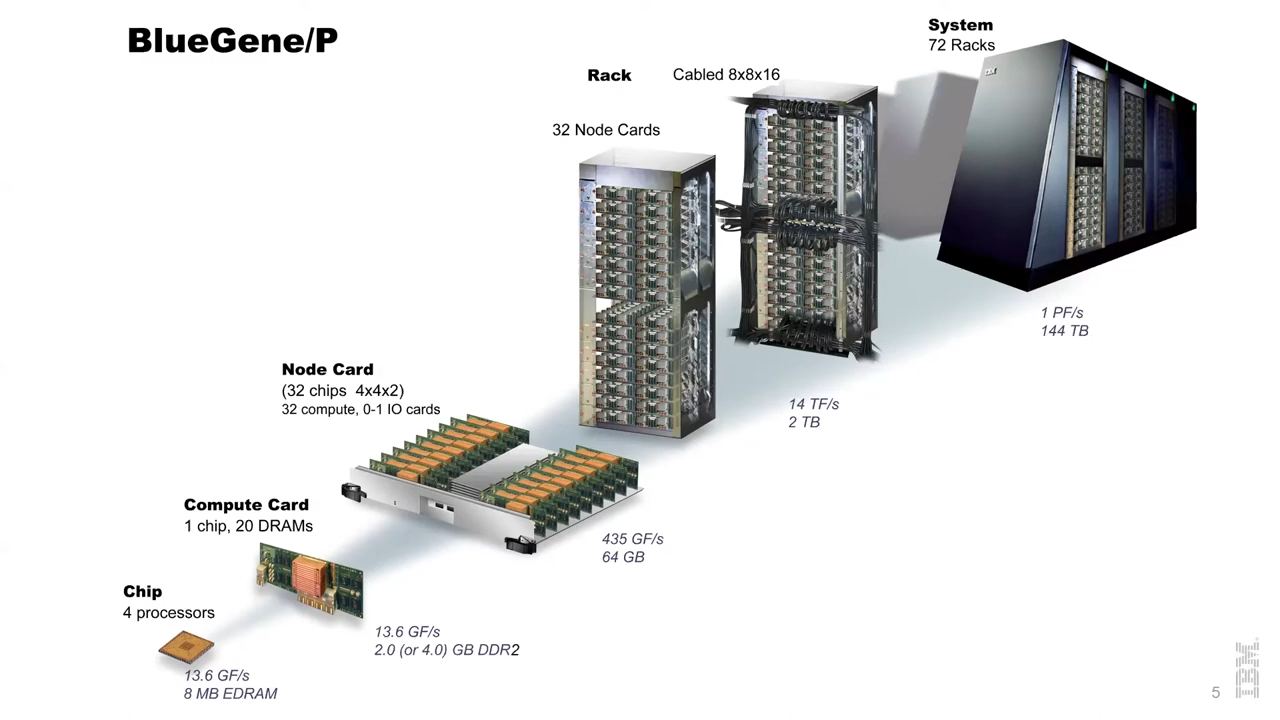 BlueGene/P
System
72 Racks
Rack
Cabled 8x8x16
32 Node Cards
1 PF/s
144 TB
14 TF/s
2 TB
Node Card
(32 chips 4x4x2)
32 compute, 0-1 IO cards
435 GF/s
64 GB
Compute Card
1 chip, 20 DRAMs
13.6 GF/s
2.0 (or 4.0) GB DDR2
Chip
4 processors
13.6 GF/s
8 MB EDRAM
IBM
IBM
5